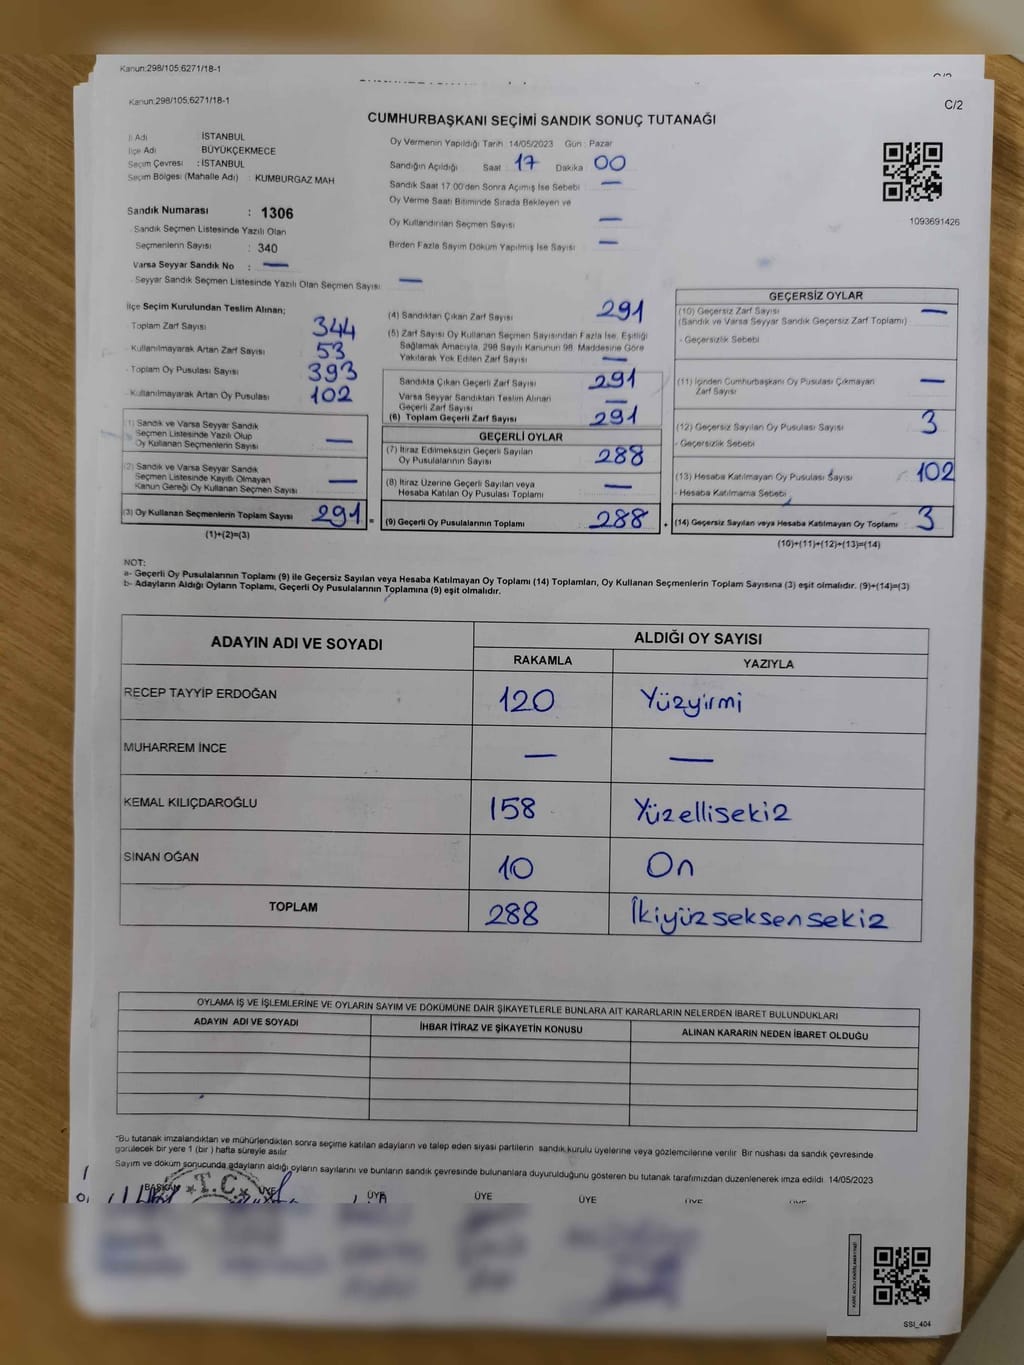 Kanun:298/105.6271/18-1
Kanun:298/105.6271/18-1
C/2
CUMHURBAŞKANI SEÇİMİ SANDIK SONUÇ TUTANAĞI
İl Adı İSTANBUL
İlçe Adı BÜYÜKÇEKMECE
Seçim Çevresi : İSTANBUL
Seçim Bölgesi (Mahalle Adı) : KUMBURGAZ MAH
Sandık Numarası : 1306
Sandık Seçmen Listesinde Yazılı Olan
Seçmenlerin Sayısı : 340
Varsa Seyyar Sandık No : —
Seyyar Sandık Seçmen Listesinde Yazılı Olan Seçmen Sayısı —
Oy Vermenin Yapıldığı Tarih 14/05/2023 Gün : Pazar
Sandığın Açıldığı Saat 17 Dakika 00
Sandık Saat 17.00'den Sonra Açılmış İse Sebebi —
Oy Verme Saati Bitiminde Sırada Bekleyen ve
Oy Kullandırılan Seçmen Sayısı —
Birden Fazla Sayım Döküm Yapılmış İse Sayısı —
1093691426
İlçe Seçim Kurulundan Teslim Alınan;
Toplam Zarf Sayısı 344
Kullanılmayarak Artan Zarf Sayısı 53
Toplam Oy Pusulası Sayısı 393
Kullanılmayarak Artan Oy Pusulası 102
(1) Sandık ve Varsa Seyyar Sandık
Seçmen Listesinde Yazılı Olup
Oy Kullanan Seçmenlerin Sayısı —
(2) Sandık ve Varsa Seyyar Sandık
Seçmen Listesinde Kayıtlı Olmayan
Kanun Gereği Oy Kullanan Seçmen Sayısı —
(3) Oy Kullanan Seçmenlerin Toplam Sayısı 291 =
(1)+(2)=(3)
(4) Sandıktan Çıkan Zarf Sayısı 291
(5) Zarf Sayısı Oy Kullanan Seçmen Sayısından Fazla İse, Eşitliği
Sağlamak Amacıyla, 298 Sayılı Kanunun 98. Maddesine Göre
Yakılarak Yok Edilen Zarf Sayısı —
Sandıkta Çıkan Geçerli Zarf Sayısı 291
Varsa Seyyar Sandıktan Teslim Alınan
Geçerli Zarf Sayısı —
(6) Toplam Geçerli Zarf Sayısı 291
GEÇERLİ OYLAR
(7) İtiraz Edilmeksizin Geçerli Sayılan
Oy Pusulalarının Sayısı 288
(8) İtiraz Üzerine Geçerli Sayılan veya
Hesaba Katılan Oy Pusulası Toplamı —
(9) Geçerli Oy Pusulalarının Toplamı 288 +
GEÇERSİZ OYLAR
(10) Geçersiz Zarf Sayısı —
(Sandık ve Varsa Seyyar Sandık Geçersiz Zarf Toplamı)
- Geçersizlik Sebebi
(11) İçinden Cumhurbaşkanı Oy Pusulası Çıkmayan
Zarf Sayısı —
(12) Geçersiz Sayılan Oy Pusulası Sayısı 3
- Geçersizlik Sebebi
(13) Hesaba Katılmayan Oy Pusulası Sayısı 102
- Hesaba Katılmama Sebebi
(14) Geçersiz Sayılan veya Hesaba Katılmayan Oy Toplamı 3
(10)+(11)+(12)+(13)=(14)
NOT:
a- Geçerli Oy Pusulalarının Toplamı (9) ile Geçersiz Sayılan veya Hesaba Katılmayan Oy Toplamı (14) Toplamları, Oy Kullanan Seçmenlerin Toplam Sayısına (3) eşit olmalıdır. (9)+(14)=(3)
b- Adayların Aldığı Oyların Toplamı, Geçerli Oy Pusulalarının Toplamına (9) eşit olmalıdır.
ADAYIN ADI VE SOYADI ALDIĞI OY SAYISI
RAKAMLA YAZIYLA
RECEP TAYYİP ERDOĞAN 120 Yüzyirmi
MUHARREM İNCE — —
KEMAL KILIÇDAROĞLU 158 Yüzellisekiz
SİNAN OĞAN 10 On
TOPLAM 288 İkiyüzseksensekiz
OYLAMA İŞ VE İŞLEMLERİNE VE OYLARIN SAYIM VE DÖKÜMÜNE DAİR ŞİKAYETLERLE BUNLARA AİT KARARLARIN NELERDEN İBARET BULUNDUKLARI
ADAYIN ADI VE SOYADI İHBAR İTİRAZ VE ŞİKAYETİN KONUSU ALINAN KARARIN NEDEN İBARET OLDUĞU
*Bu tutanak imzalandıktan ve mühürlendikten sonra seçime katılan adayların ve talep eden siyasi partilerin sandık kurulu üyelerine veya gözlemcilerine verilir. Bir nüshası da sandık çevresinde
görülecek bir yere 1 (bir) hafta süreyle asılır
Sayım ve döküm sonucunda adayların aldığı oyların sayılarını ve bunların sandık çevresinde bulunanlara duyurulduğunu gösteren bu tutanak tarafımızdan düzenlenerek imza edildi. 14/05/2023
BAŞKAN T.C. ÜYE ÜYE ÜYE ÜYE ÜYE ÜYE
SSI_404